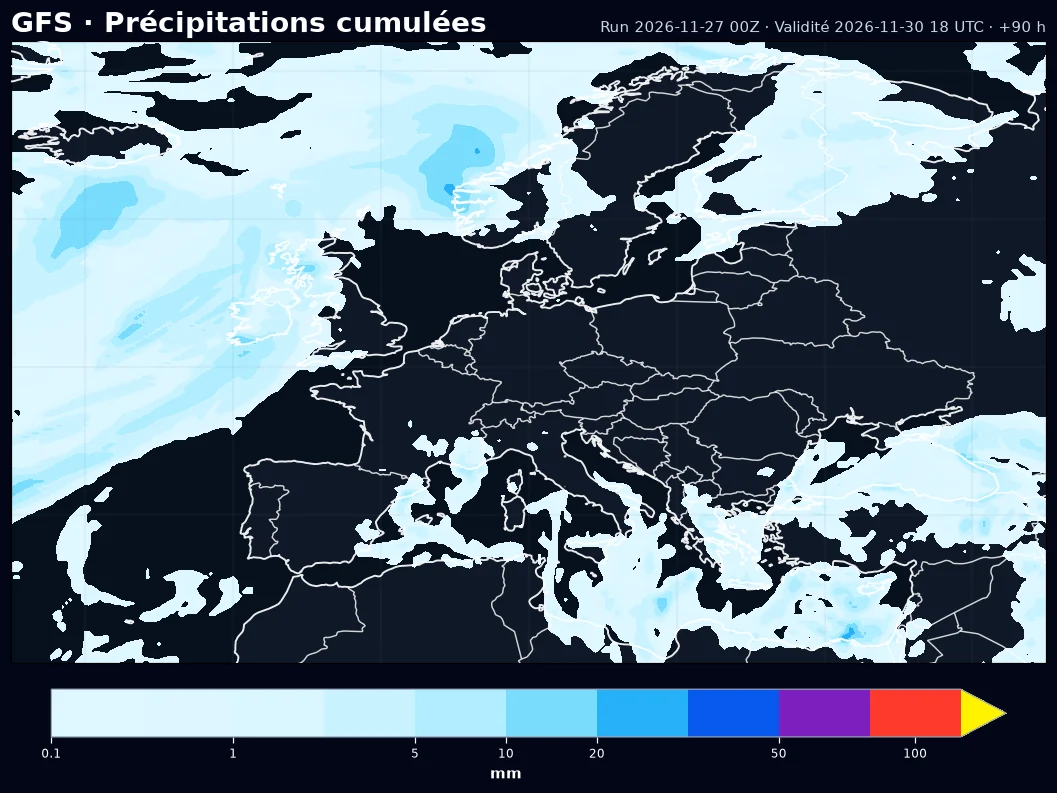 GFS · Précipitations cumulées
Run 2026-11-27 00Z · Validité 2026-11-30 18 UTC · +90 h
0.1 1 5 10 20 50 100
mm